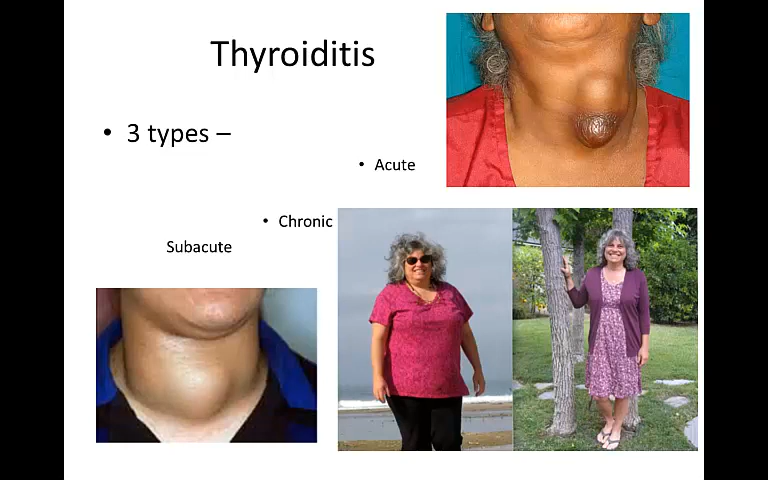 Thyroiditis
• 3 types –
• Acute
• Chronic
Subacute